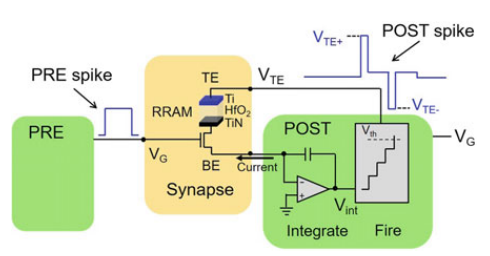 POST spike
V_TE+
PRE spike
TE
V_TE
Ti
RRAM
HfO₂
TiN
V_TE-
PRE
POST
V_th
V_G
V_G
BE
Current
Synapse
-
+
V_int
Integrate
Fire